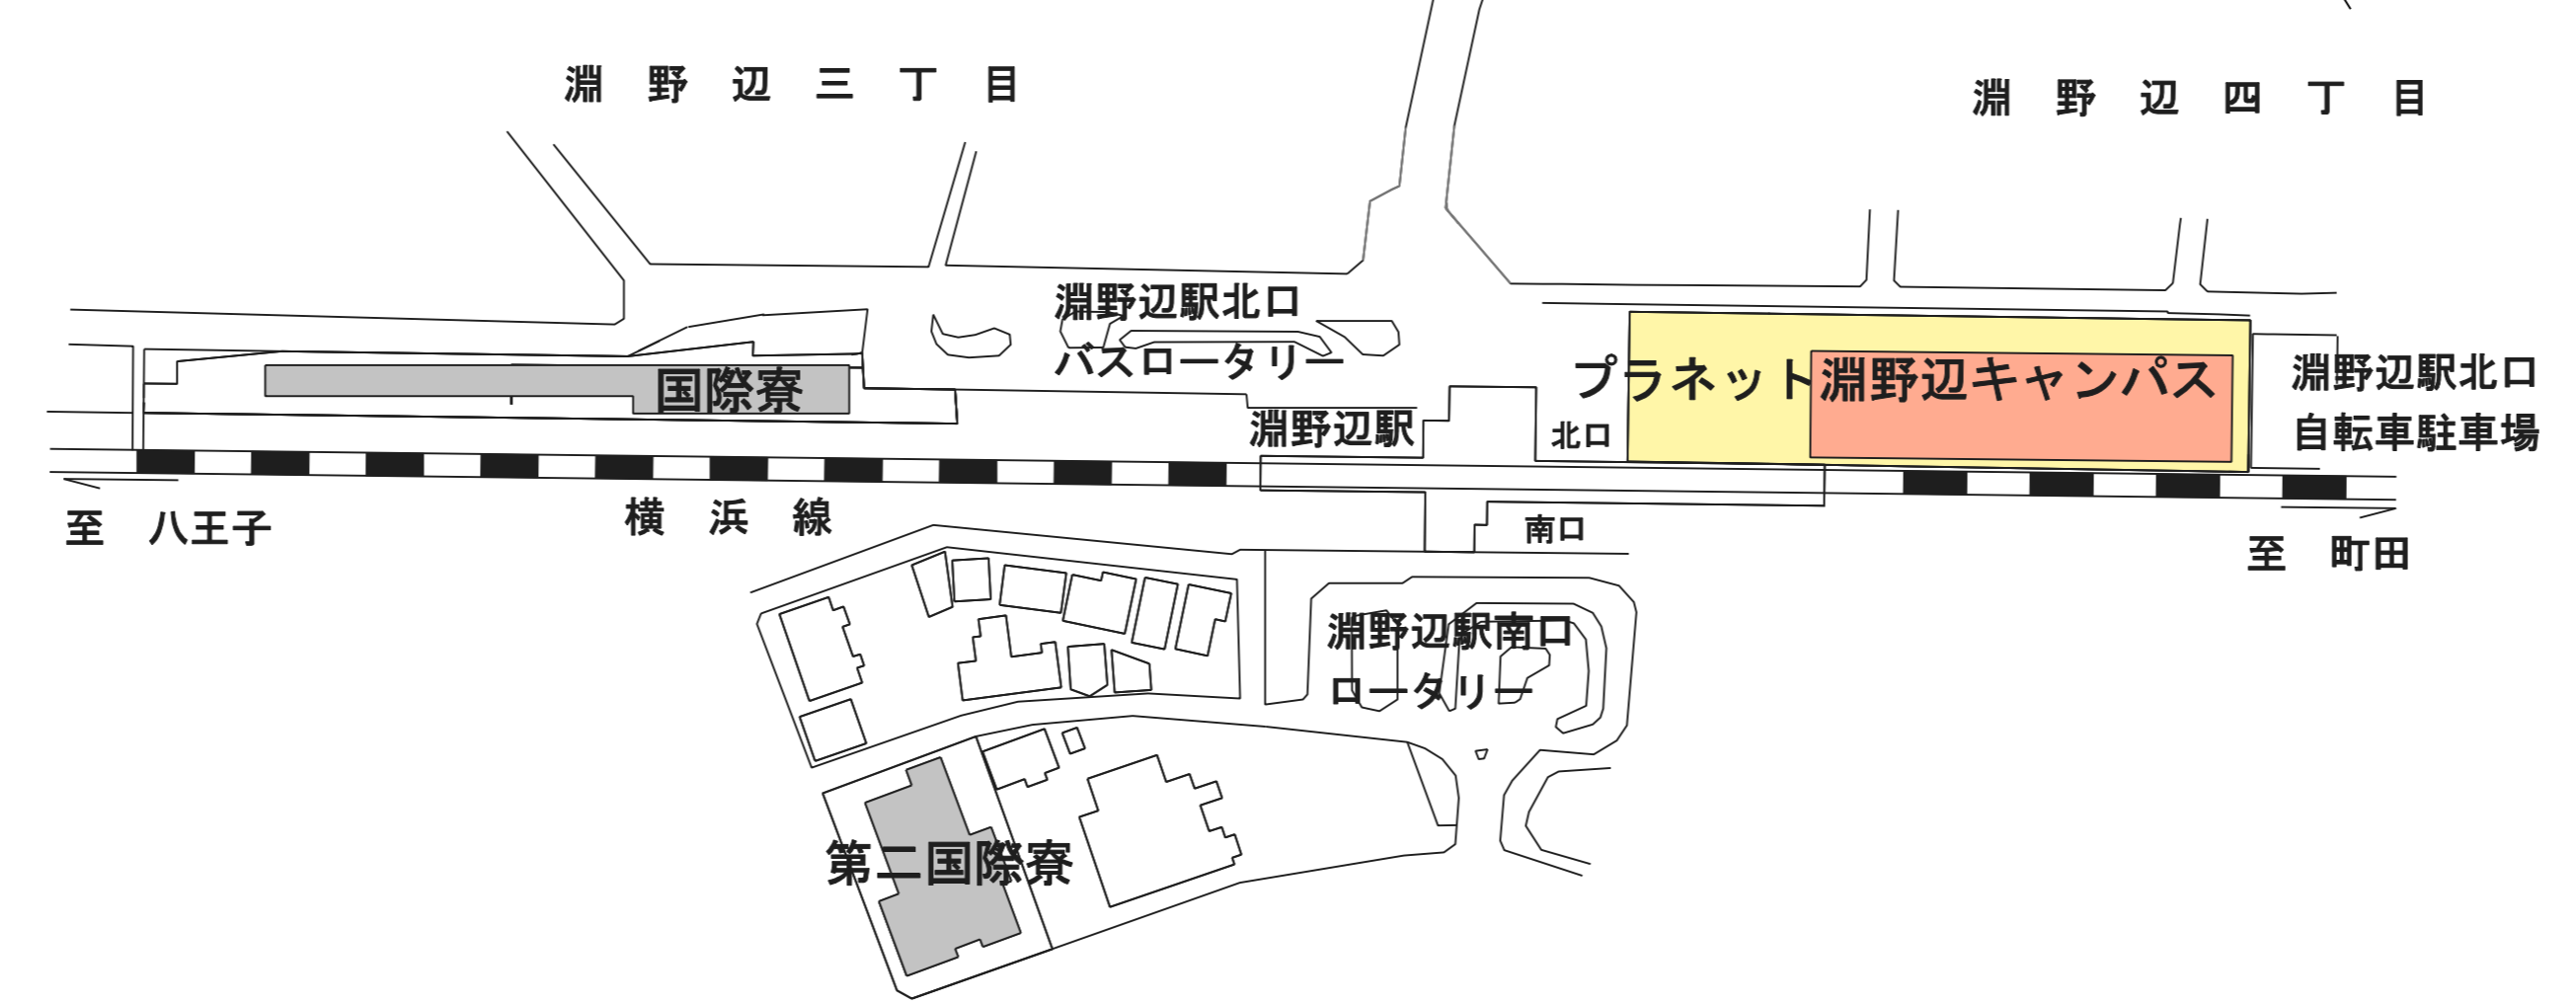 淵野辺三丁目
淵野辺四丁目
淵野辺駅北口
バスロータリー
国際寮
プラネット淵野辺キャンパス
淵野辺駅北口
自転車駐車場
淵野辺駅
北口
至 八王子
横浜線
南口
至 町田
淵野辺駅南口
ロータリー
第二国際寮